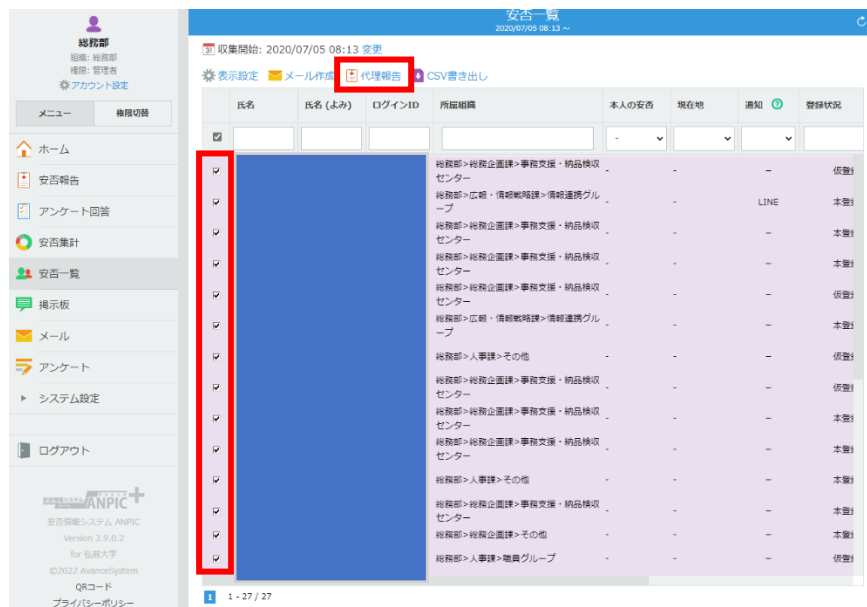 安否一覧
2020/07/05 08:13 ～
総務部
組織: 総務部
権限: 管理者
アカウント設定
メニュー 権限切替
ホーム
安否報告
アンケート回答
安否集計
安否一覧
掲示板
メール
アンケート
システム設定
ログアウト
安否情報システム ANPIC
安否情報システム ANPIC
Version 3.9.0.2
for 弘前大学
©2022 AvanceSystem
QRコード
プライバシーポリシー
31 収集開始: 2020/07/05 08:13 変更
表示設定 メール作成 代理報告 CSV書き出し
氏名 氏名 (よみ) ログインID 所属組織 本人の安否 現在地 通知 ? 登録状況
-
総務部>総務企画課>事務支援・納品検収
センター - - － 仮登
総務部>広報・情報戦略課>情報連携グル
ープ - - LINE 本登
総務部>総務企画課>事務支援・納品検収
センター - - － 本登
総務部>総務企画課>事務支援・納品検収
センター - - － 本登
総務部>総務企画課>事務支援・納品検収
センター - - － 仮登
総務部>広報・情報戦略課>情報連携グル
ープ - - － 本登
総務部>人事課>その他 - - － 仮登
総務部>総務企画課>事務支援・納品検収
センター - - － 仮登
総務部>総務企画課>事務支援・納品検収
センター - - － 本登
総務部>総務企画課>事務支援・納品検収
センター - - － 本登
総務部>人事課>その他 - - － 本登
総務部>総務企画課>事務支援・納品検収
センター - - － 本登
総務部>総務企画課>その他 - - － 本登
総務部>人事課>職員グループ - - － 仮登
1 1 - 27 / 27